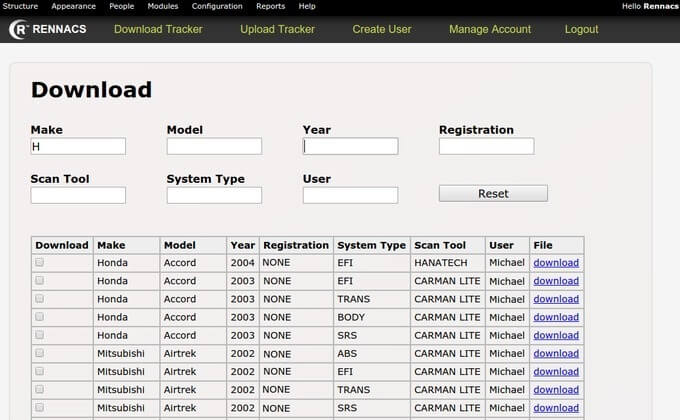 Structure Appearance People Modules Configuration Reports Help Hello Rennacs
R RENNACS Download Tracker Upload Tracker Create User Manage Account Logout
Download
Make Model Year Registration
H
Scan Tool System Type User
Reset
Download Make Model Year Registration System Type Scan Tool User File
Honda Accord 2004 NONE EFI HANATECH Michael download
Honda Accord 2003 NONE EFI CARMAN LITE Michael download
Honda Accord 2003 NONE TRANS CARMAN LITE Michael download
Honda Accord 2003 NONE BODY CARMAN LITE Michael download
Honda Accord 2003 NONE SRS CARMAN LITE Michael download
Mitsubishi Airtrek 2002 NONE ABS CARMAN LITE Michael download
Mitsubishi Airtrek 2002 NONE EFI CARMAN LITE Michael download
Mitsubishi Airtrek 2002 NONE TRANS CARMAN LITE Michael download
Mitsubishi Airtrek 2002 NONE SRS CARMAN LITE Michael download